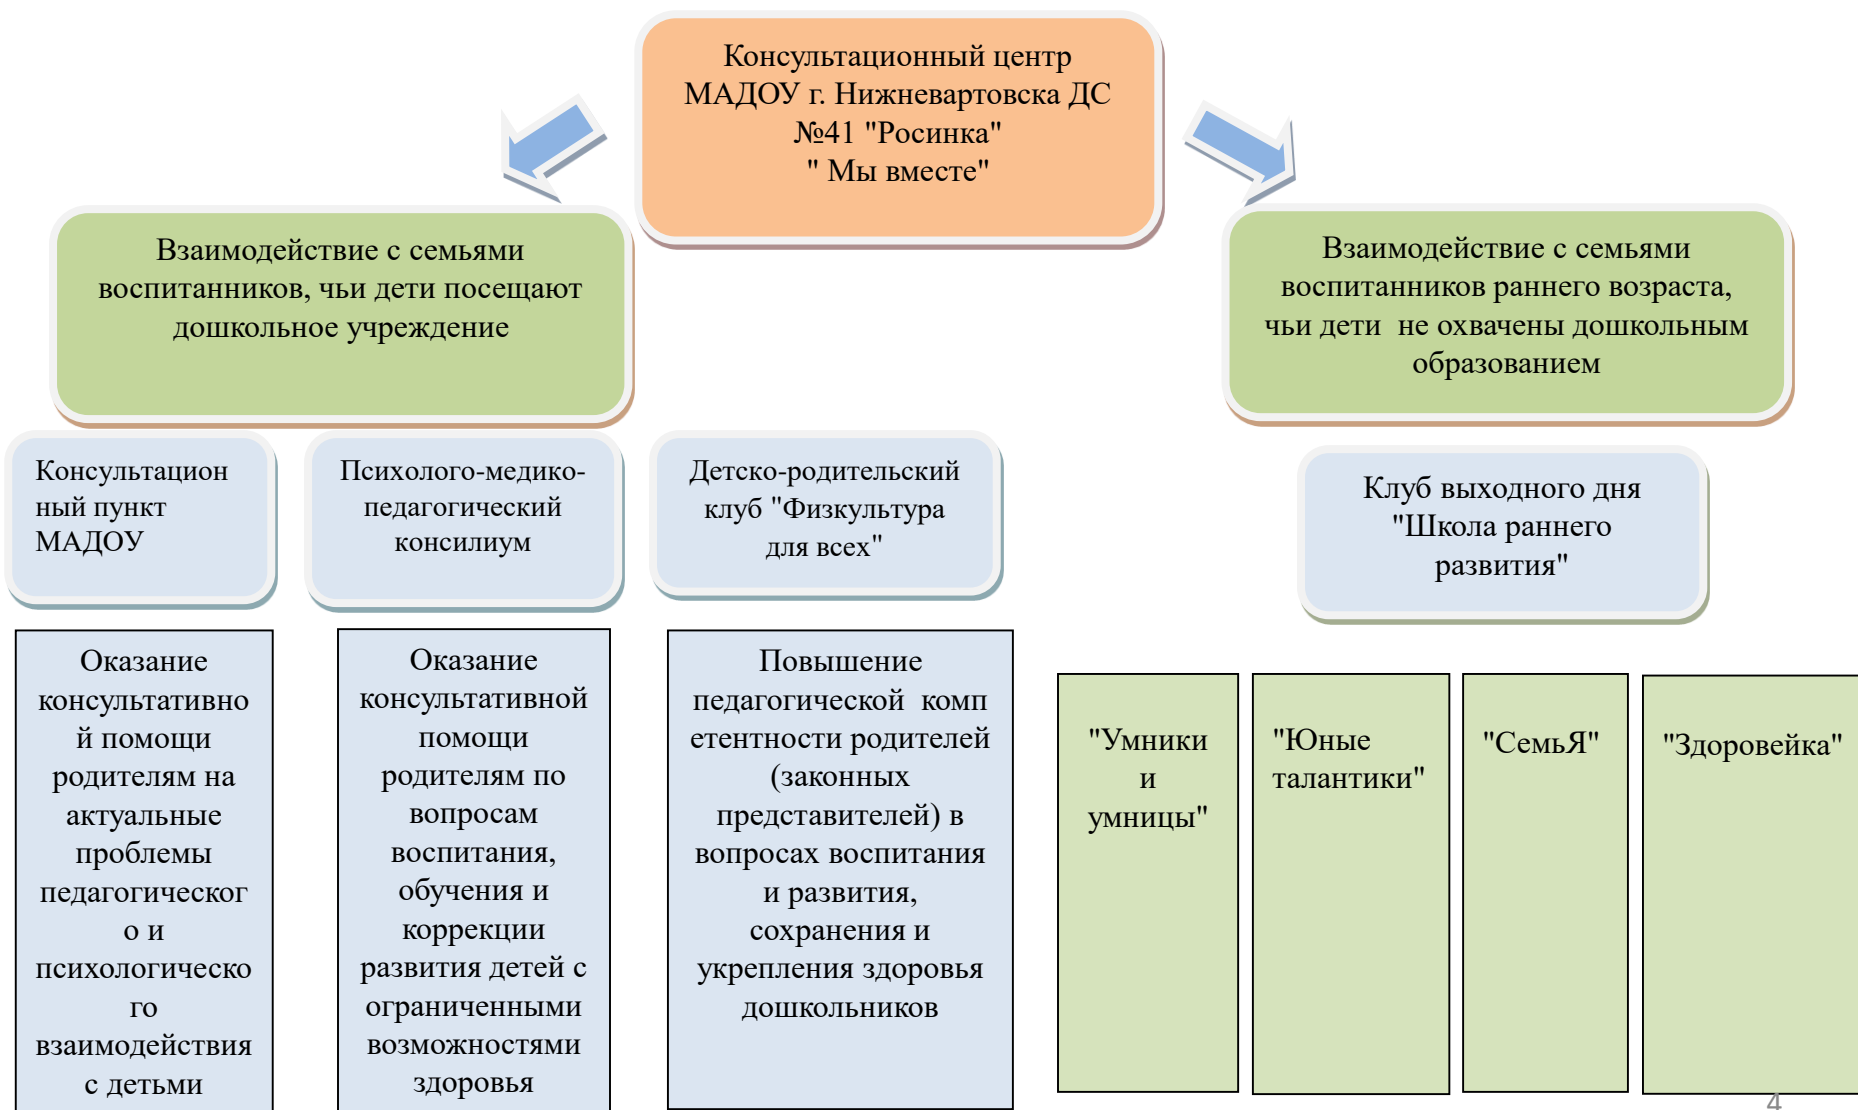 Консультационный центр
МАДОУ г. Нижневартовска ДС
№41 "Росинка"
" Мы вместе"
Взаимодействие с семьями
воспитанников, чьи дети посещают
дошкольное учреждение
Взаимодействие с семьями
воспитанников раннего возраста,
чьи дети  не охвачены дошкольным
образованием
Консультацион
ный пункт
МАДОУ
Психолого-медико-
педагогический
консилиум
Детско-родительский
клуб "Физкультура
для всех"
Клуб выходного дня
"Школа раннего
развития"
Оказание
консультативно
й помощи
родителям на
актуальные
проблемы
педагогическог
о и
психологическо
го
взаимодействия
с детьми
Оказание
консультативной
помощи
родителям по
вопросам
воспитания,
обучения и
коррекции
развития детей с
ограниченными
возможностями
здоровья
Повышение
педагогической  комп
етентности родителей
(законных
представителей) в
вопросах воспитания
и развития,
сохранения и
укрепления здоровья
дошкольников
"Умники
и
умницы"
"Юные
талантики"
"СемьЯ"
"Здоровейка"
4